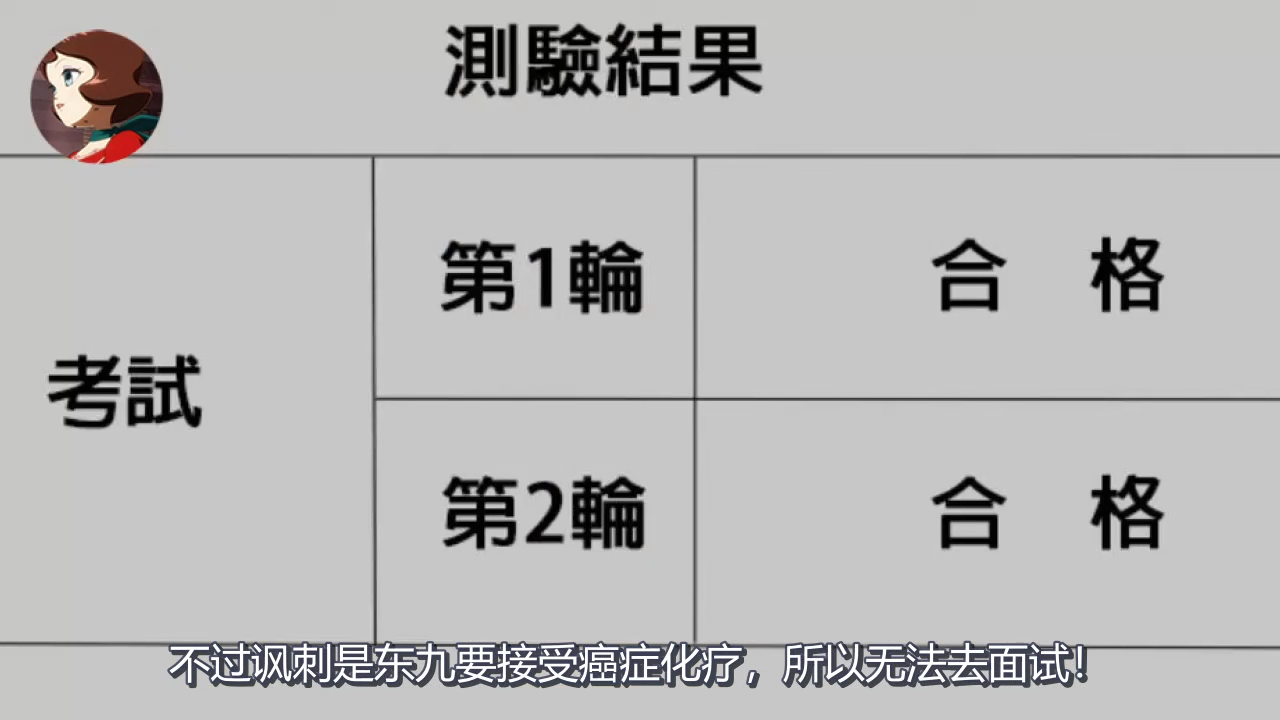 測驗結果
考試
第1輪 合格
第2輪 合格
不过讽刺是东九要接受癌症化疗，所以无法去面试！